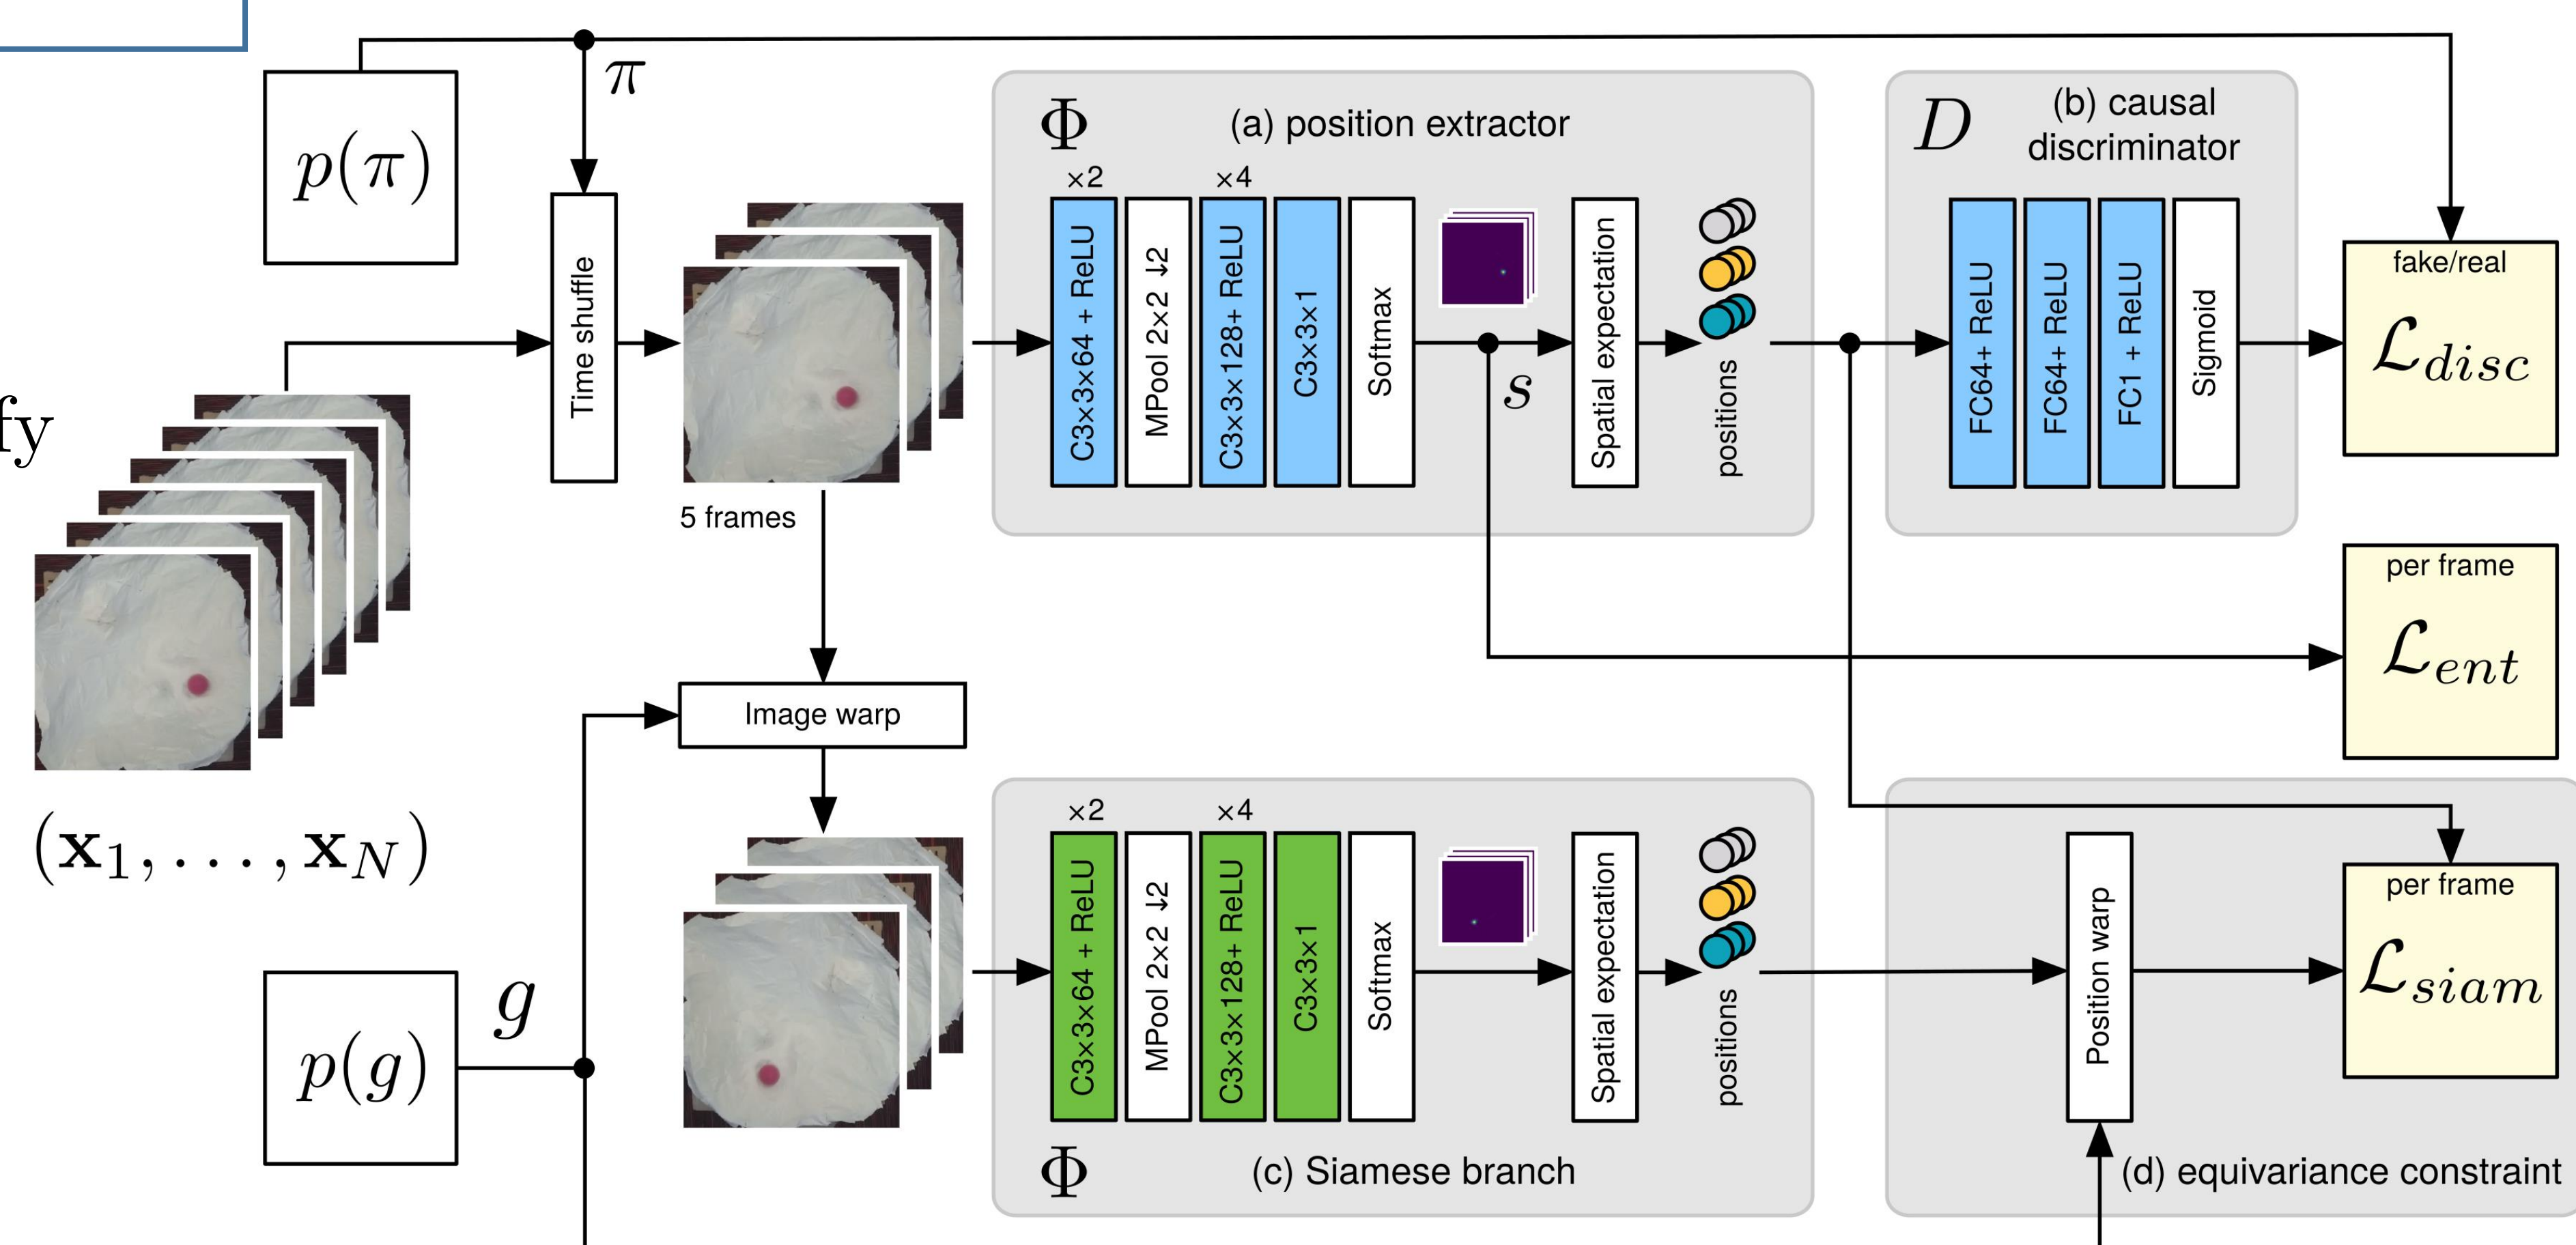 π
p(π)
Φ
(a) position extractor
×2
×4
C3×3×64 + ReLU
MPool 2×2 ↓2
C3×3×128+ ReLU
C3×3×1
Softmax
s
Spatial expectation
positions
D
(b) causal
discriminator
FC64+ ReLU
FC64+ ReLU
FC1 + ReLU
Sigmoid
fake/real
ℒdisc
Time shuffle
5 frames
fy
(x1, . . . , xN)
per frame
ℒent
Image warp
p(g)
g
×2
×4
C3×3×64 + ReLU
MPool 2×2 ↓2
C3×3×128+ ReLU
C3×3×1
Softmax
Spatial expectation
positions
Φ
(c) Siamese branch
Position warp
per frame
ℒsiam
(d) equivariance constraint